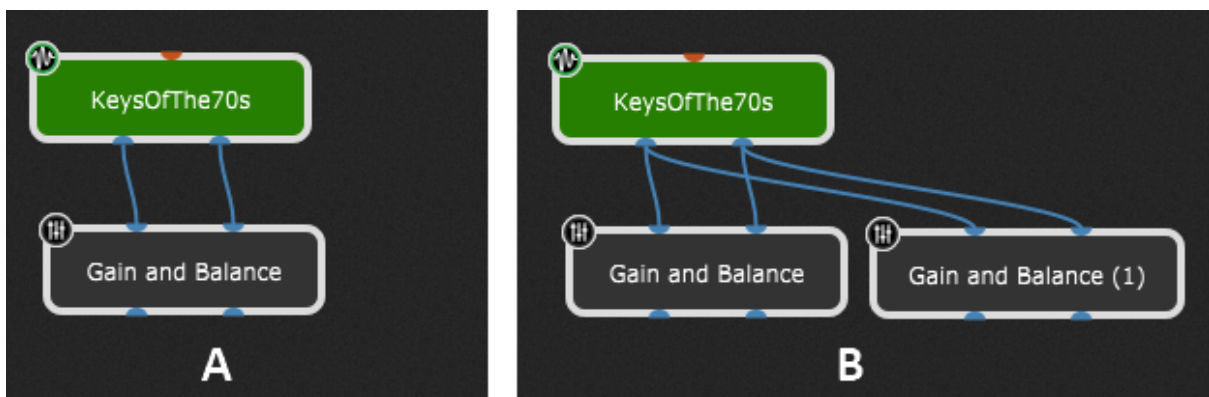 KeysOfThe70s
Gain and Balance
A
KeysOfThe70s
Gain and Balance
Gain and Balance (1)
B